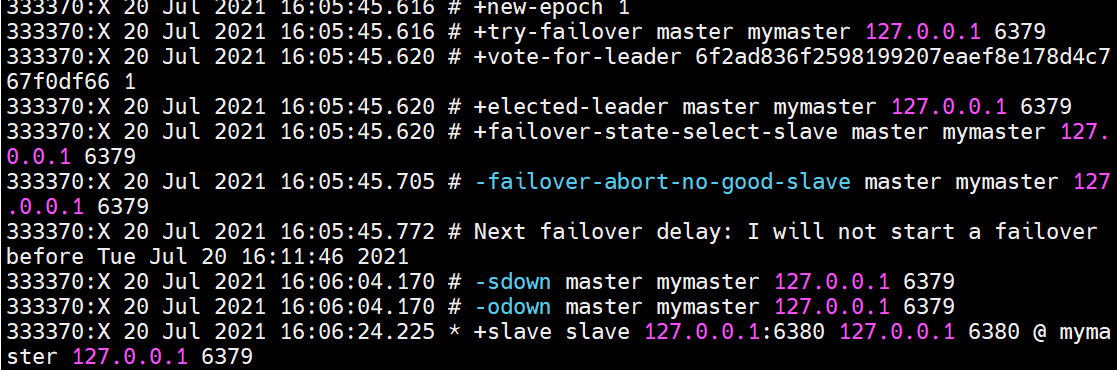 333370:X 20 Jul 2021 16:05:45.616 # +new-epoch 1
333370:X 20 Jul 2021 16:05:45.616 # +try-failover master mymaster 127.0.0.1 6379
333370:X 20 Jul 2021 16:05:45.620 # +vote-for-leader 6f2ad836f2598199207eaef8e178d4c7
67f0df66 1
333370:X 20 Jul 2021 16:05:45.620 # +elected-leader master mymaster 127.0.0.1 6379
333370:X 20 Jul 2021 16:05:45.620 # +failover-state-select-slave master mymaster 127.
0.0.1 6379
333370:X 20 Jul 2021 16:05:45.705 # -failover-abort-no-good-slave master mymaster 127
.0.0.1 6379
333370:X 20 Jul 2021 16:05:45.772 # Next failover delay: I will not start a failover
before Tue Jul 20 16:11:46 2021
333370:X 20 Jul 2021 16:06:04.170 # -sdown master mymaster 127.0.0.1 6379
333370:X 20 Jul 2021 16:06:04.170 # -odown master mymaster 127.0.0.1 6379
333370:X 20 Jul 2021 16:06:24.225 * +slave slave 127.0.0.1:6380 127.0.0.1 6380 @ myma
ster 127.0.0.1 6379